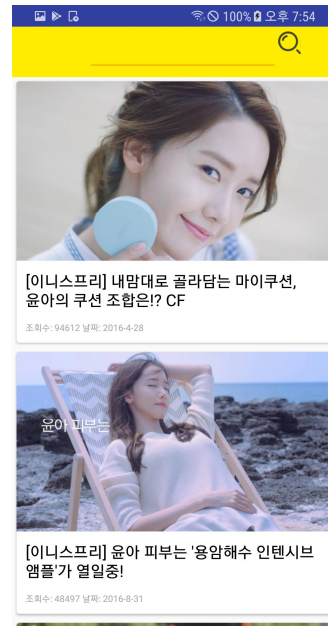 100% 오후 7:54
[이니스프리] 내맘대로 골라담는 마이쿠션,
윤아의 쿠션 조합은!? CF
조회수: 94612 날짜: 2016-4-28
윤아 피부는
[이니스프리] 윤아 피부는 '용암해수 인텐시브
앰플'가 열일중!
조회수: 48497 날짜: 2016-8-31